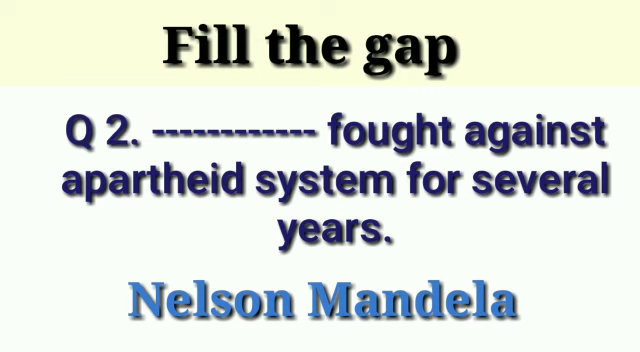 Fill the gap
Q 2. ------------ fought against
apartheid system for several
years.
Nelson Mandela